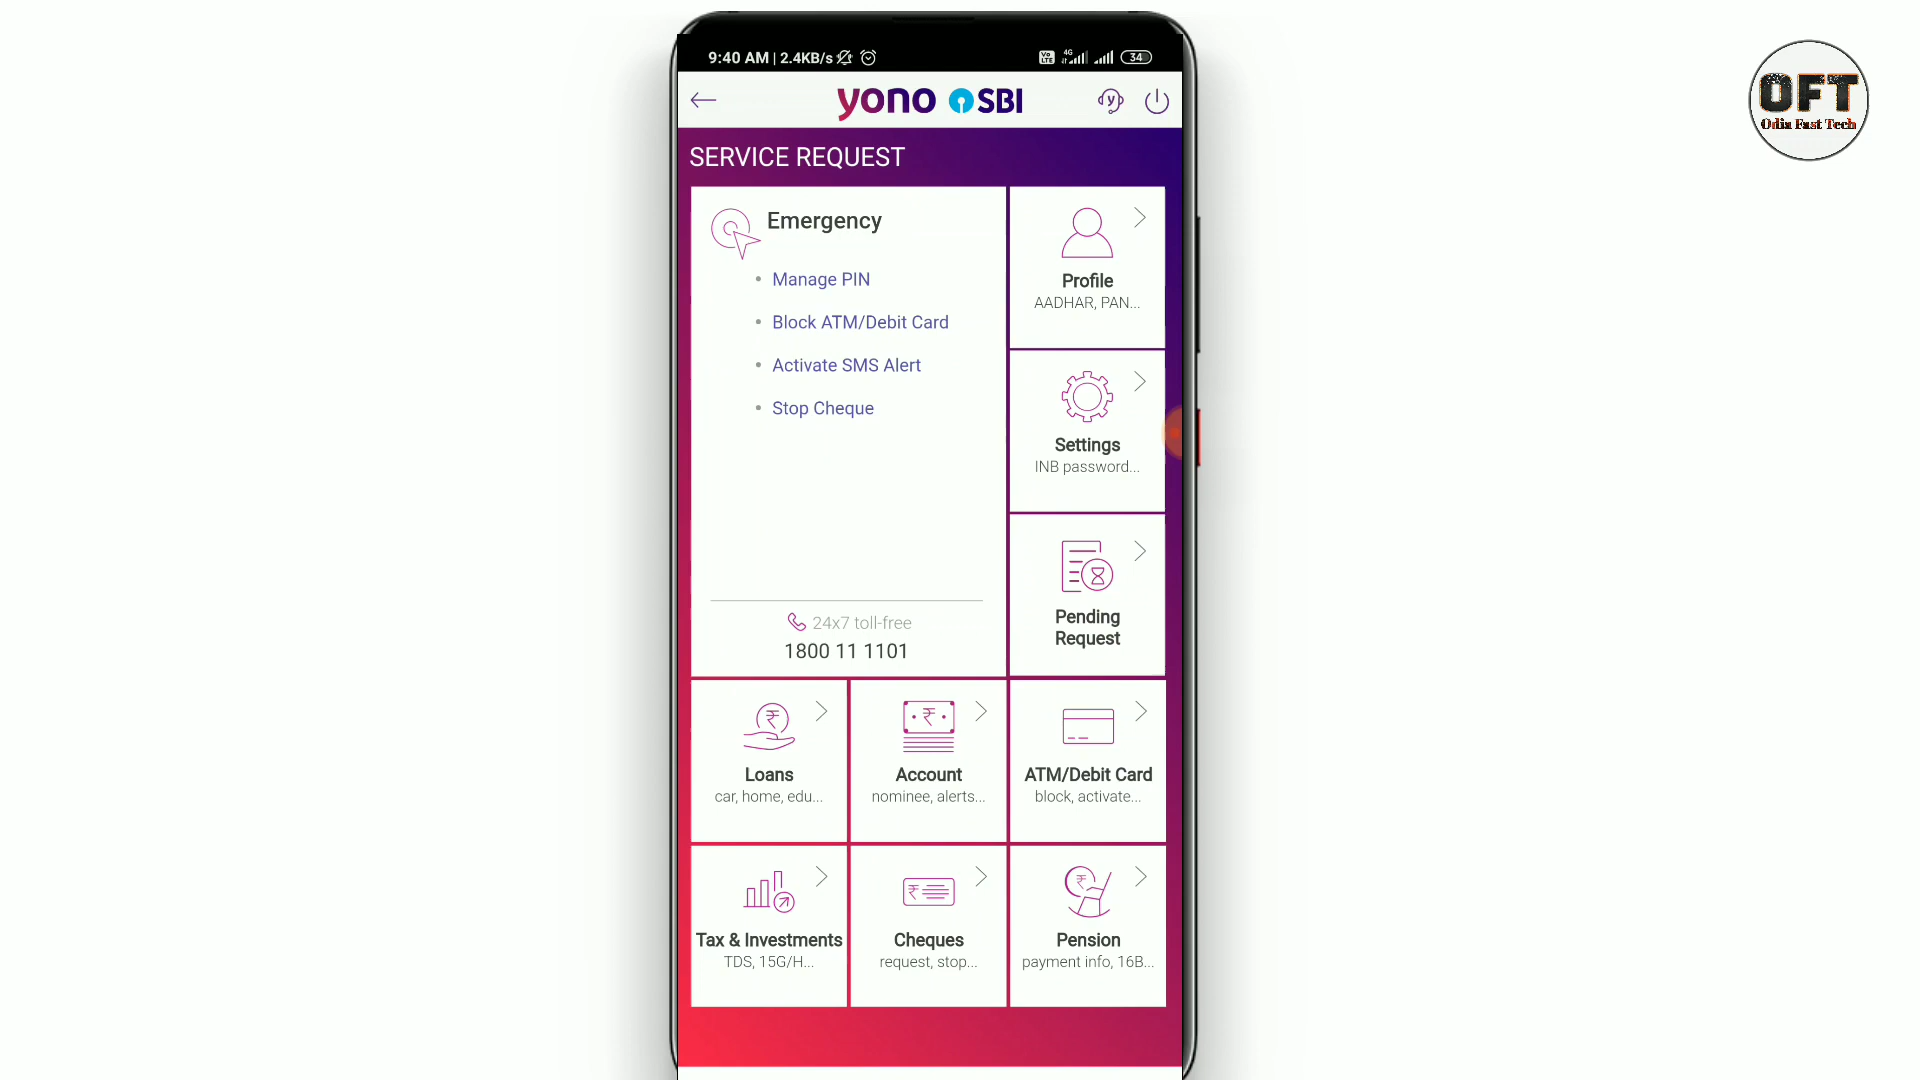 9:40 AM | 2.4KB/s
Vo LTE 4G 34
yono SBI
y
SERVICE REQUEST
Emergency
• Manage PIN
• Block ATM/Debit Card
• Activate SMS Alert
• Stop Cheque
24x7 toll-free
1800 11 1101
Profile
AADHAR, PAN...
Settings
INB password...
Pending
Request
Loans
car, home, edu...
Account
nominee, alerts...
ATM/Debit Card
block, activate...
Tax & Investments
TDS, 15G/H...
Cheques
request, stop...
Pension
payment info, 16B...
OFT
Odia Fast Tech